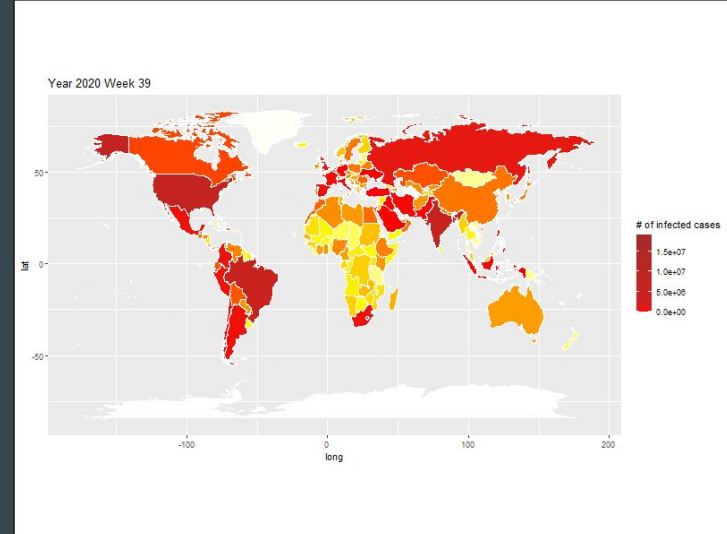 Year 2020 Week 39
50
0
-50
lat
-100
0
100
200
long
# of infected cases
1.5e+07
1.0e+07
5.0e+06
0.0e+00